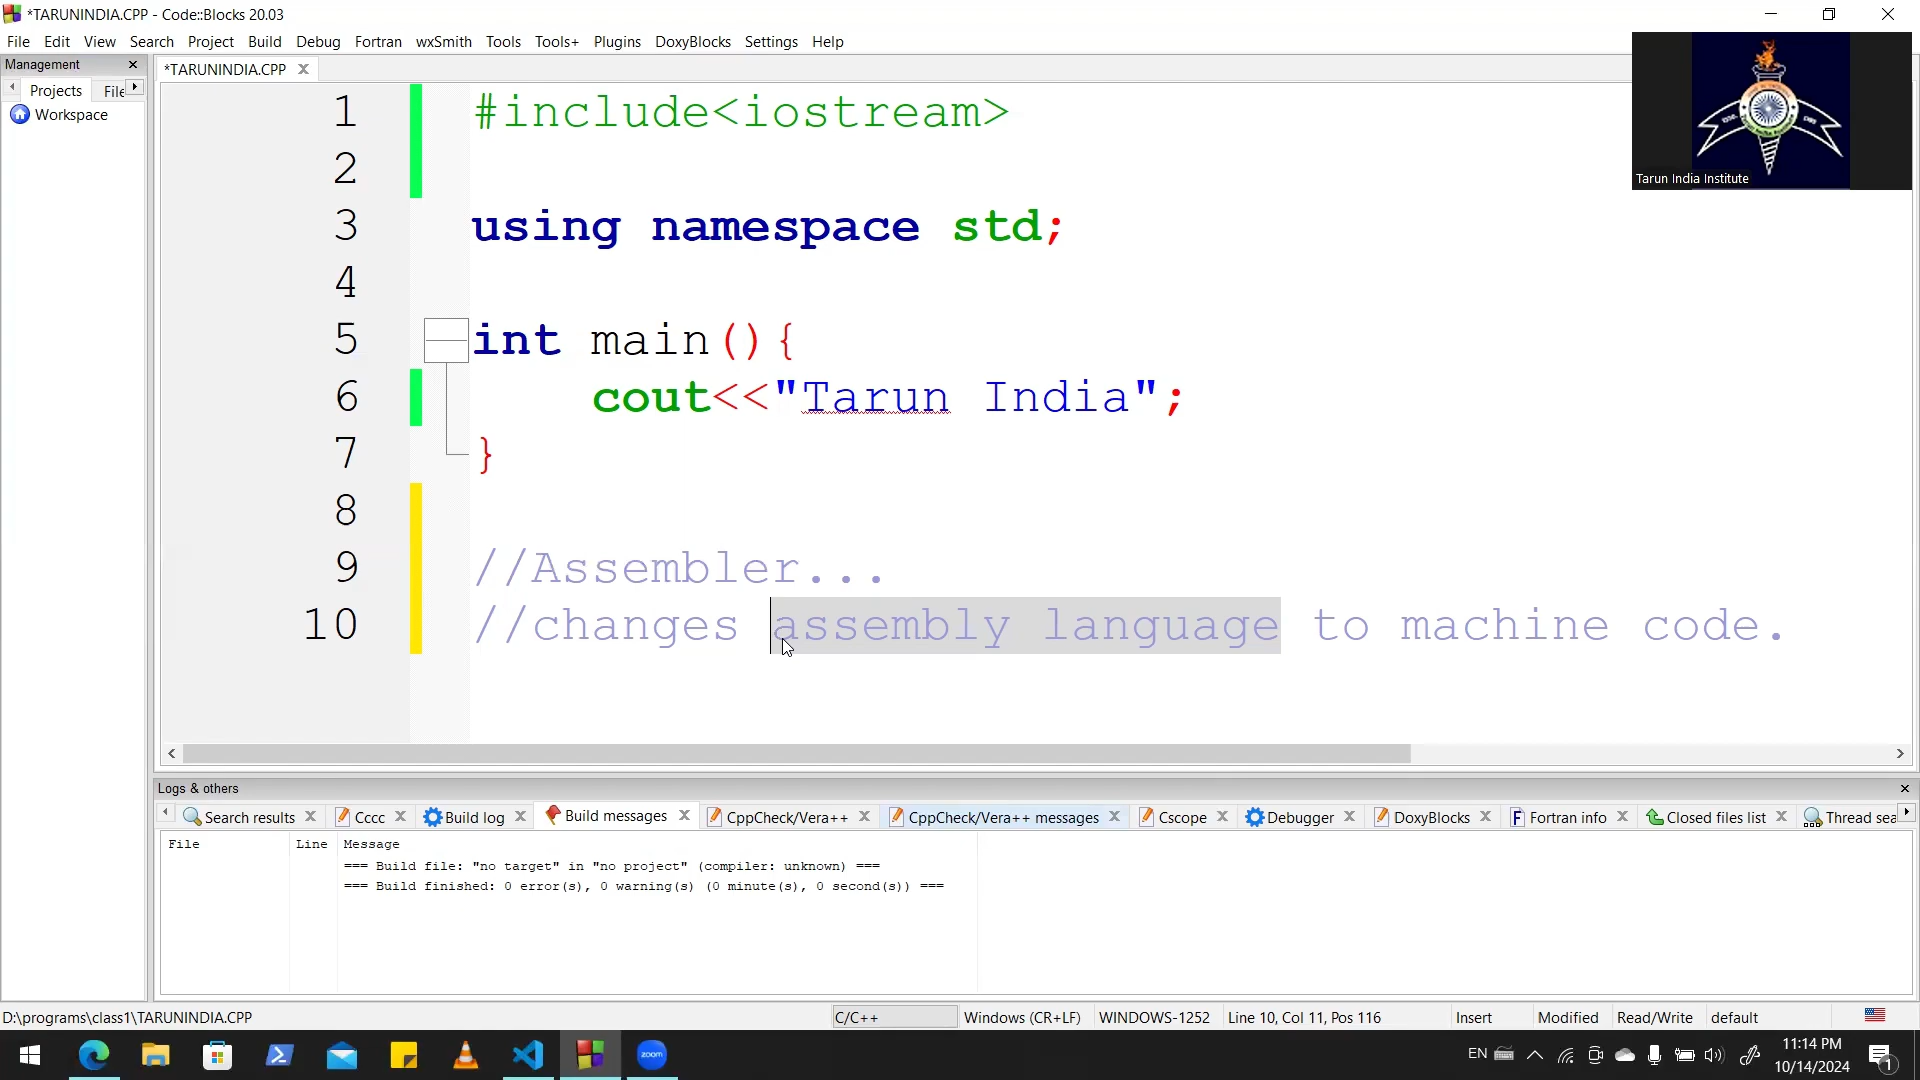 *TARUNINDIA.CPP - Code::Blocks 20.03
File Edit View Search Project Build Debug Fortran wxSmith Tools Tools+ Plugins DoxyBlocks Settings Help
Management
*TARUNINDIA.CPP
Projects File
Workspace
Tarun India Institute
1 #include<iostream>
2
3 using namespace std;
4
5 int main(){
6 cout<<"Tarun India";
7 }
8
9 //Assembler...
10 //changes assembly language to machine code.
Logs & others
Search results Cccc Build log Build messages CppCheck/Vera++ CppCheck/Vera++ messages Cscope Debugger DoxyBlocks Fortran info Closed files list Thread sea
File Line Message
=== Build file: "no target" in "no project" (compiler: unknown) ===
=== Build finished: 0 error(s), 0 warning(s) (0 minute(s), 0 second(s)) ===
D:\programs\class1\TARUNINDIA.CPP C/C++ Windows (CR+LF) WINDOWS-1252 Line 10, Col 11, Pos 116 Insert Modified Read/Write default
zoom
EN
11:14 PM
10/14/2024
1